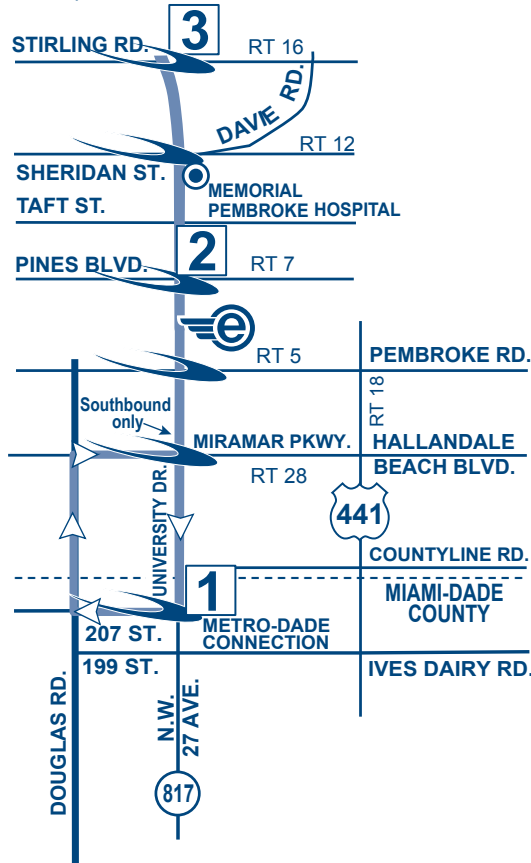 3
STIRLING RD.
RT 16
DAVIE RD.
RT 12
SHERIDAN ST.
MEMORIAL
PEMBROKE HOSPITAL
TAFT ST.
2
PINES BLVD.
RT 7
e
RT 5
PEMBROKE RD.
RT 18
Southbound
only
MIRAMAR PKWY.
HALLANDALE
BEACH BLVD.
RT 28
UNIVERSITY DR.
441
COUNTYLINE RD.
1
MIAMI-DADE
COUNTY
METRO-DADE
CONNECTION
207 ST.
199 ST.
IVES DAIRY RD.
DOUGLAS RD.
N.W.
27 AVE.
817